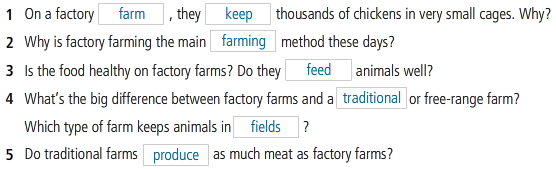 1 On a factory farm , they keep thousands of chickens in very small cages. Why?
2 Why is factory farming the main farming method these days?
3 Is the food healthy on factory farms? Do they feed animals well?
4 What's the big difference between factory farms and a traditional or free-range farm?
Which type of farm keeps animals in fields ?
5 Do traditional farms produce as much meat as factory farms?